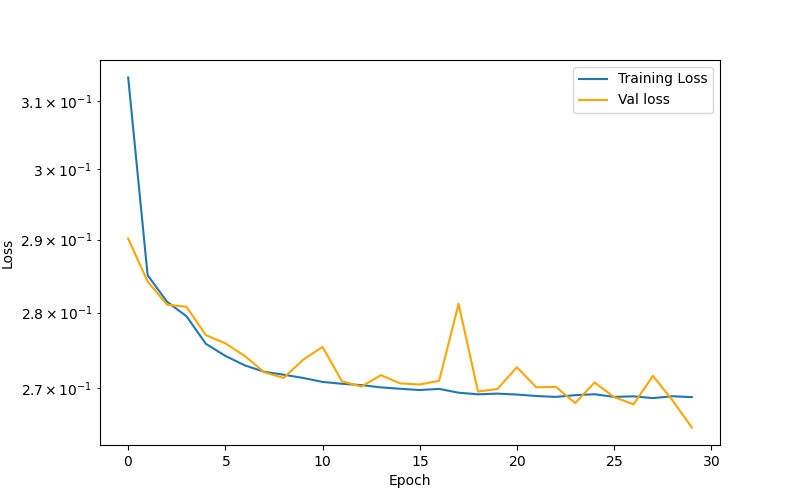 Training Loss
Val loss
3.1 × 10⁻¹
3 × 10⁻¹
2.9 × 10⁻¹
2.8 × 10⁻¹
2.7 × 10⁻¹
Loss
0 5 10 15 20 25 30
Epoch